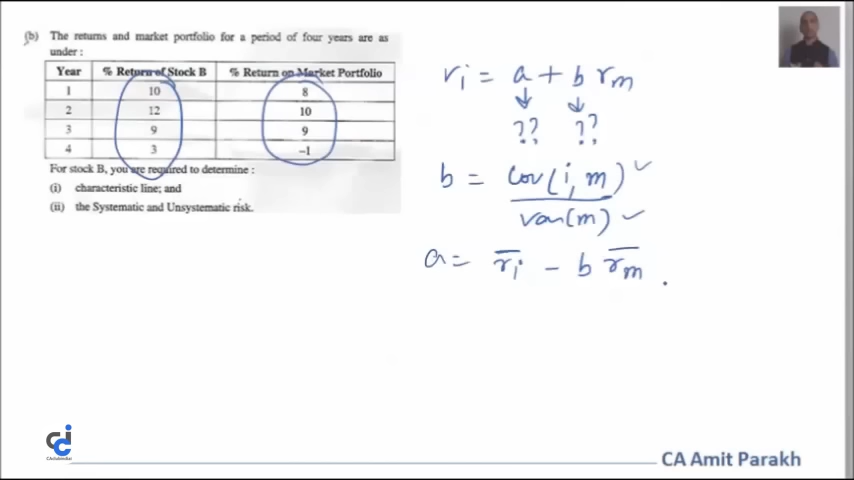 (b) The returns and market portfolio for a period of four years are as
under :
Year % Return of Stock B % Return on Market Portfolio
1 10 8
2 12 10
3 9 9
4 3 –1
For stock B, you are required to determine :
(i) characteristic line; and
(ii) the Systematic and Unsystematic risk.
ri = a + b rm
?? ??
b = Cov(i, m)
Var(m)
a = ri – b rm
CA Amit Parakh